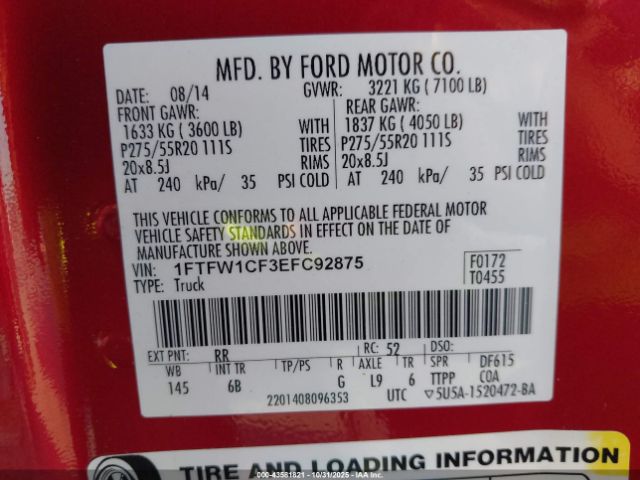 MFD. BY FORD MOTOR CO.
DATE: 08/14 GVWR: 3221 KG ( 7100 LB)
FRONT GAWR: REAR GAWR:
1633 KG ( 3600 LB) WITH 1837 KG ( 4050 LB) WITH
P275/55R20 111S TIRES P275/55R20 111S TIRES
20x8.5J RIMS 20x8.5J RIMS
AT 240 kPa/ 35 PSI COLD AT 240 kPa/ 35 PSI COLD
THIS VEHICLE CONFORMS TO ALL APPLICABLE FEDERAL MOTOR
VEHICLE SAFETY STANDARDS IN EFFECT ON THE DATE OF
MANUFACTURE SHOWN ABOVE.
VIN: 1FTFW1CF3EFC92875 F0172
TYPE: Truck T0455
EXT PNT: RR RC: 52 DSO:
WB INT TR TP/PS R AXLE TR SPR DF615
145 6B G L9 6 TTPP COA
2201408096353 UTC ▽5U5A-1520472-BA
TIRE AND LOADING INFORMATION
000-43581821 - 10/31/2025 - IAAI.com